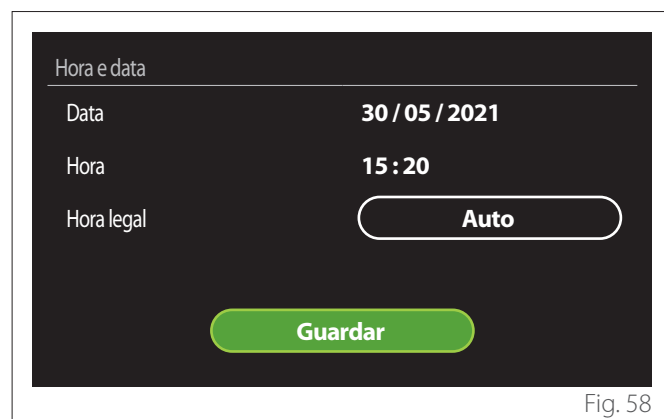 Hora e data
Data 30 / 05 / 2021
Hora 15 : 20
Hora legal Auto
Guardar
Fig. 58